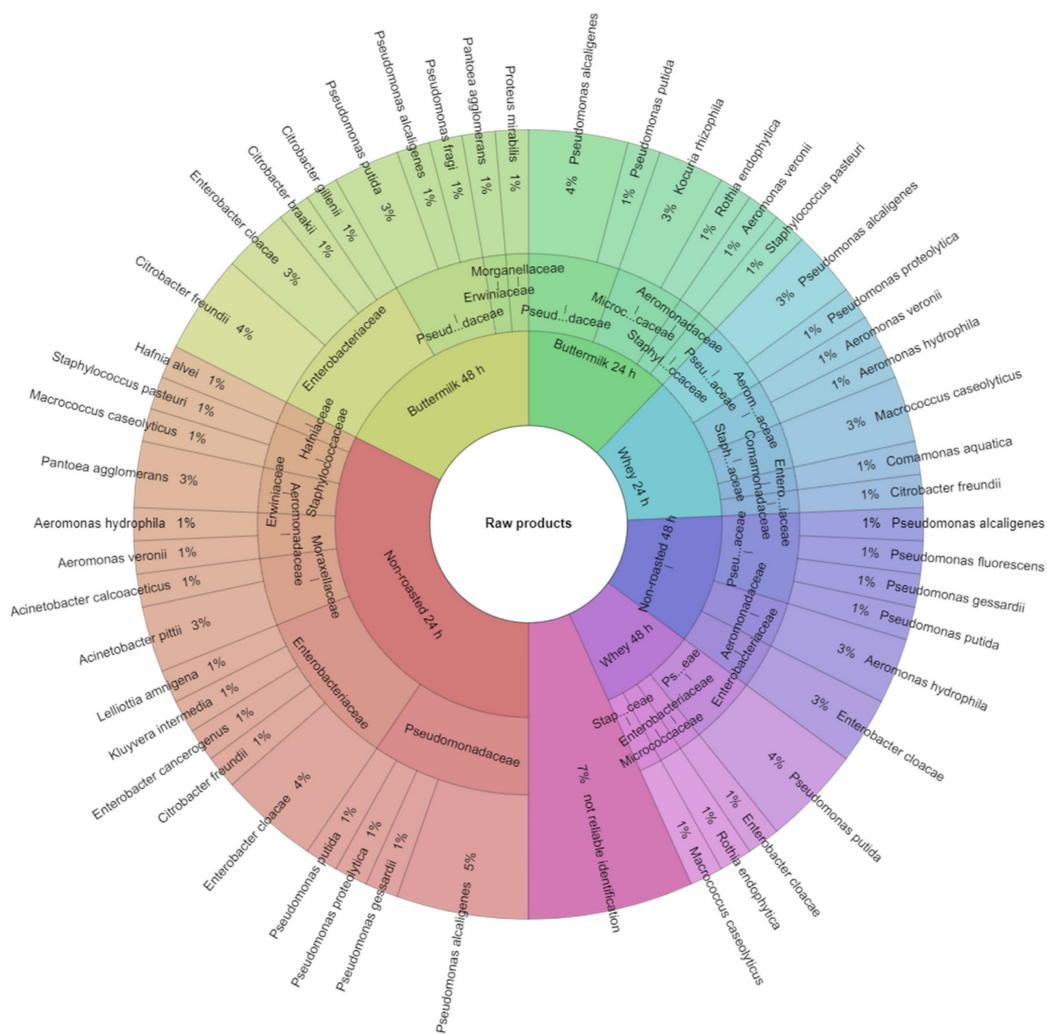 Raw products
Buttermilk 24 h
Pseud...daceae
4% Pseudomonas alcaligenes
1% Pseudomonas putida
Microc...caceae
3% Kocuria rhizophila
1% Rothia endophytica
Aeromonadaceae
1% Aeromonas veronii
Staphyl...ccaceae
1% Staphylococcus pasteuri
Whey 24 h
Pseu...aceae
3% Pseudomonas alcaligenes
1% Pseudomonas proteolytica
Aerom...aceae
1% Aeromonas veronii
1% Aeromonas hydrophila
Staph...aceae
3% Macrococcus caseolyticus
Comamonadaceae
1% Comamonas aquatica
Entero...iaceae
1% Citrobacter freundii
Non-roasted 48 h
Pseu...aceae
1% Pseudomonas alcaligenes
1% Pseudomonas fluorescens
1% Pseudomonas gessardii
1% Pseudomonas putida
Aeromonadaceae
3% Aeromonas hydrophila
Enterobacteriaceae
3% Enterobacter cloacae
Whey 48 h
Ps...eae
4% Pseudomonas putida
Enterobacteriaceae
1% Enterobacter cloacae
Micrococcaceae
1% Rothia endophytica
Stap...ceae
1% Macrococcus caseolyticus
7% not reliable identification
Non-roasted 24 h
Pseudomonadaceae
Pseudomonas alcaligenes 5%
Pseudomonas gessardii 1%
Pseudomonas proteolytica 1%
Pseudomonas putida 1%
Enterobacteriaceae
Enterobacter cloacae 4%
Citrobacter freundii 1%
Enterobacter cancerogenus 1%
Kluyvera intermedia 1%
Lelliottia amnigena 1%
Moraxellaceae
Acinetobacter pittii 3%
Acinetobacter calcoaceticus 1%
Aeromonadaceae
Aeromonas veronii 1%
Aeromonas hydrophila 1%
Erwiniaceae
Pantoea agglomerans 3%
Staphylococcaceae
Macrococcus caseolyticus 1%
Staphylococcus pasteuri 1%
Hafniaceae
Hafnia alvei 1%
Buttermilk 48 h
Enterobacteriaceae
Citrobacter freundii 4%
Enterobacter cloacae 3%
Citrobacter braakii 1%
Citrobacter gillenii 1%
Pseud...daceae
Pseudomonas putida 3%
Pseudomonas alcaligenes 1%
Pseudomonas fragi 1%
Erwiniaceae
Pantoea agglomerans 1%
Morganellaceae
Proteus mirabilis 1%